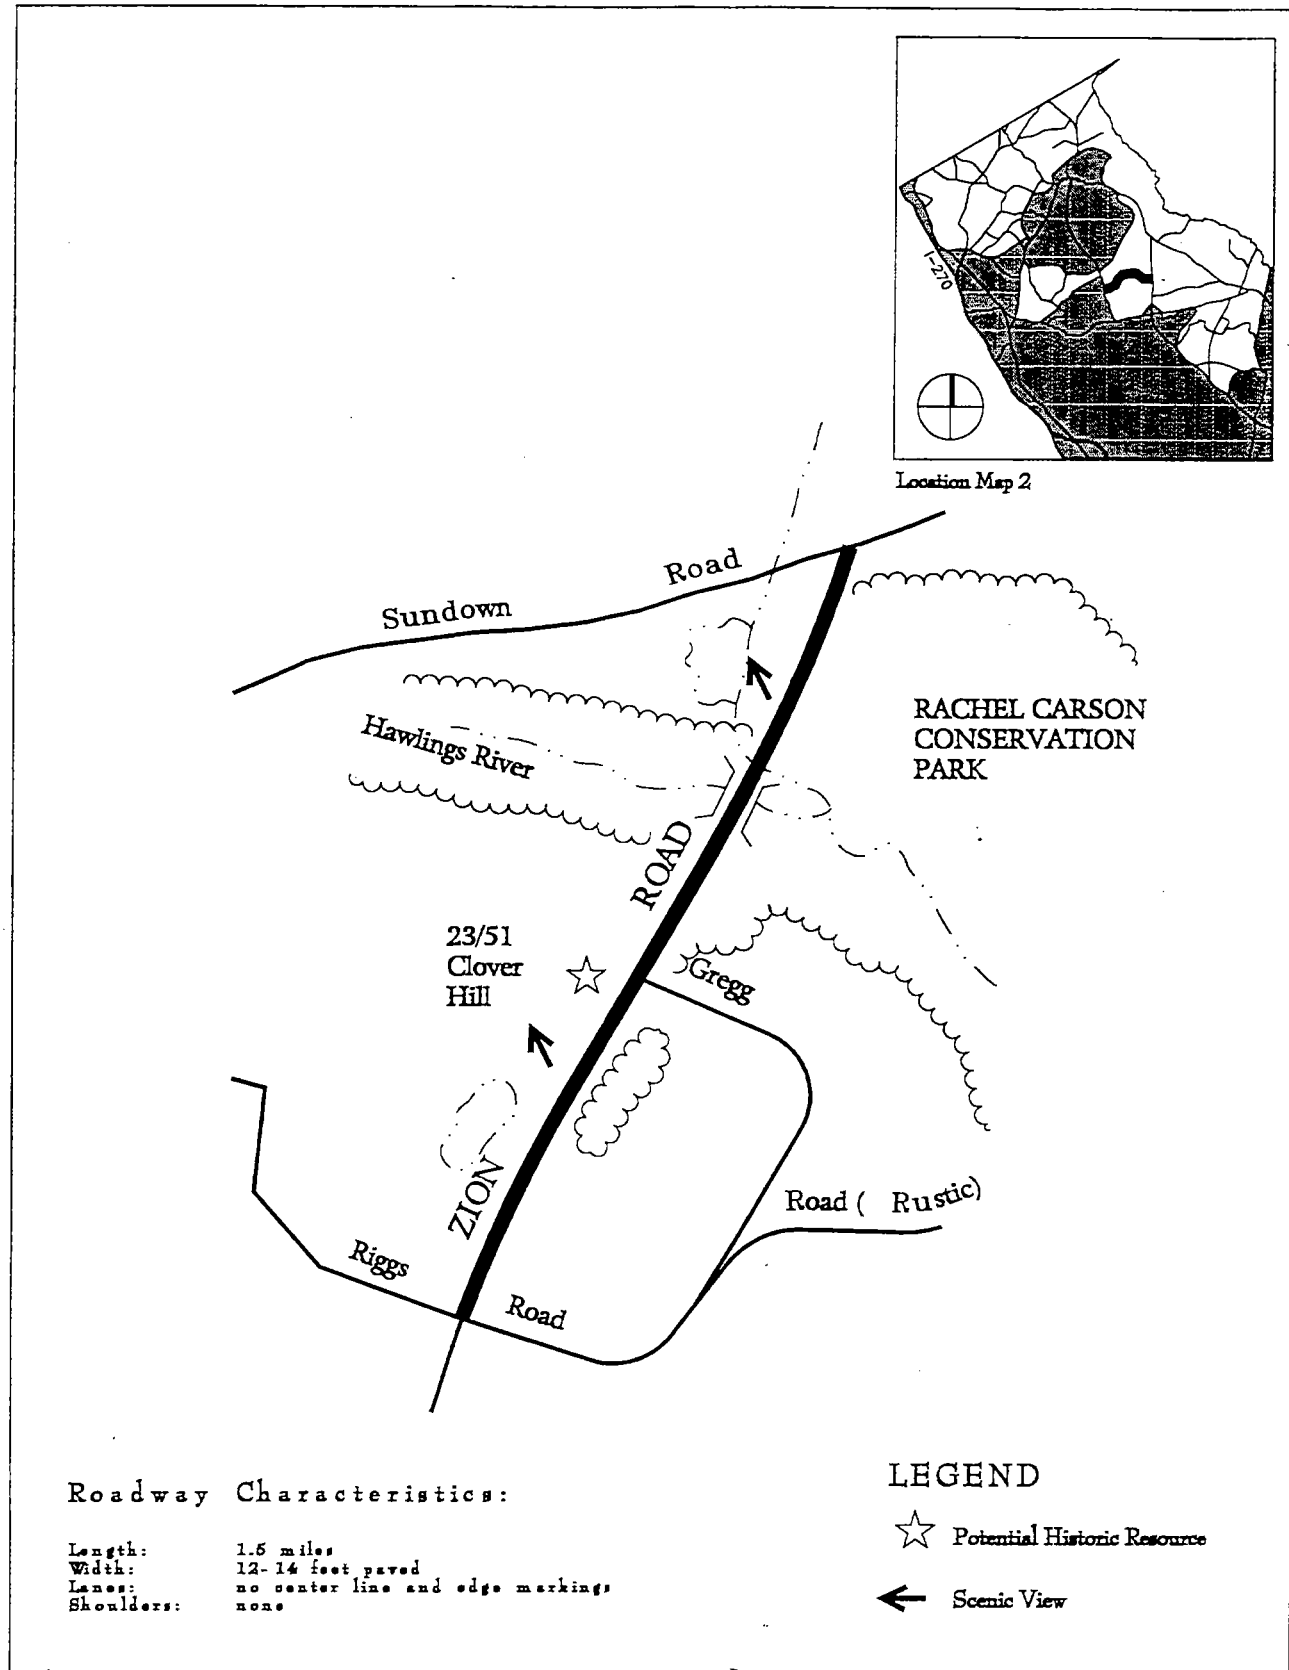 I-270
Location Map 2
Sundown Road
Hawlings River
RACHEL CARSON
CONSERVATION
PARK
ROAD
23/51
Clover
Hill
Gregg
ZION
Road ( Rustic)
Riggs
Road
Roadway Characteristics:
Length: 1.5 miles
Width: 12-14 feet paved
Lanes: no center line and edge markings
Shoulders: none
LEGEND
Potential Historic Resource
Scenic View